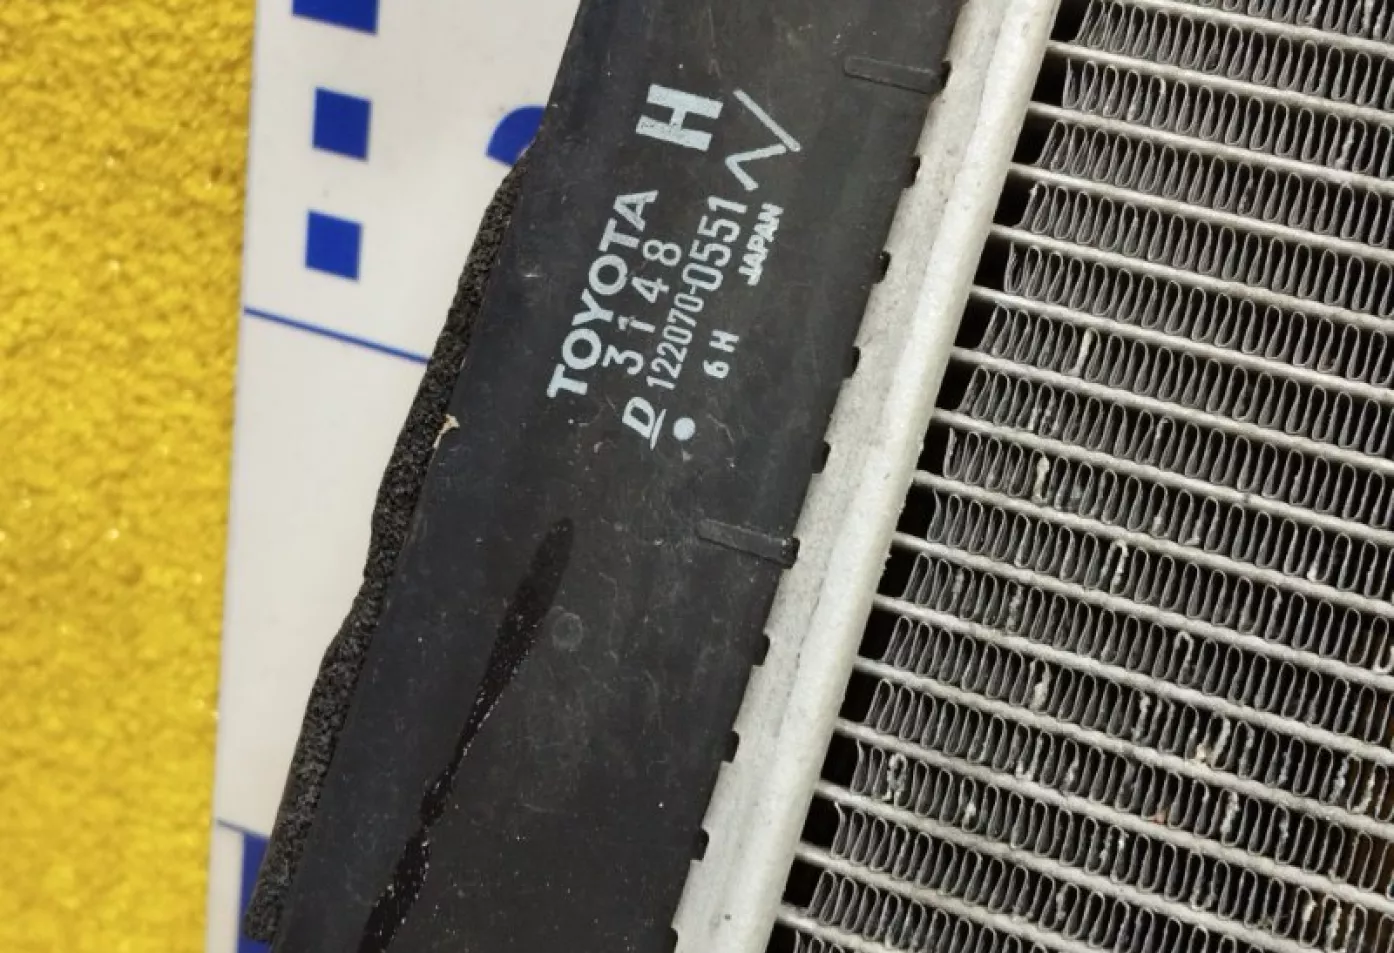 H
TOYOTA
3148
D 122070-0551
6H
JAPAN